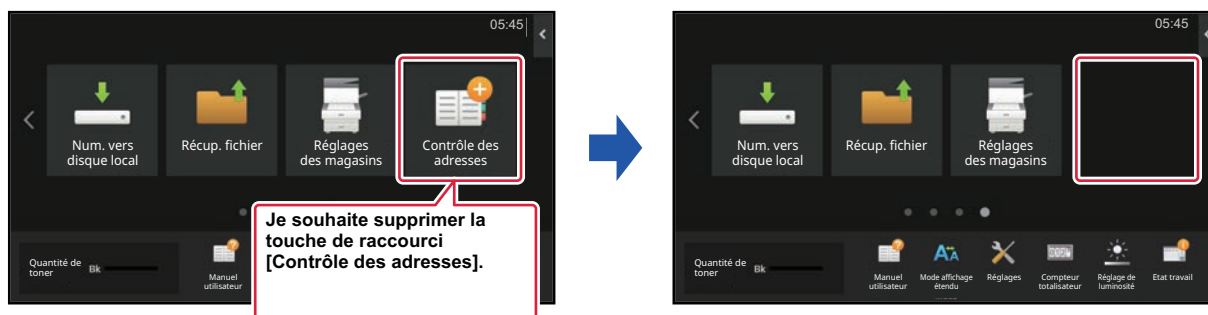 05:45
Num. vers
disque local
Récup. fichier
Réglages
des magasins
Contrôle des
adresses
Je souhaite supprimer la
touche de raccourci
[Contrôle des adresses].
Quantité de
toner
Bk
Manuel
utilisateur
05:45
Num. vers
disque local
Récup. fichier
Réglages
des magasins
Quantité de
toner
Bk
Manuel
utilisateur
Mode affichage
étendu
Réglages
Compteur
totalisateur
Réglage de
luminosité
Etat travail